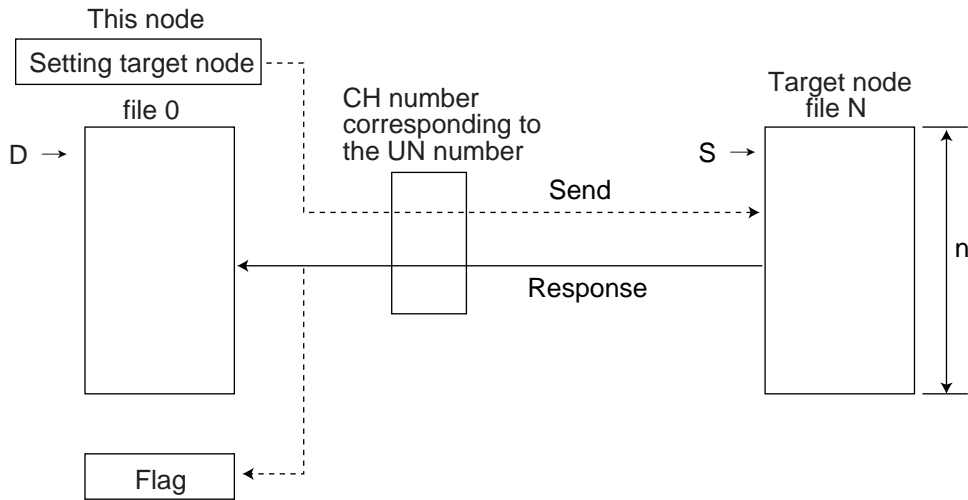 This node
Setting target node
file 0
D →
CH number
corresponding to
the UN number
Send
Response
Target node
file N
S →
n
Flag